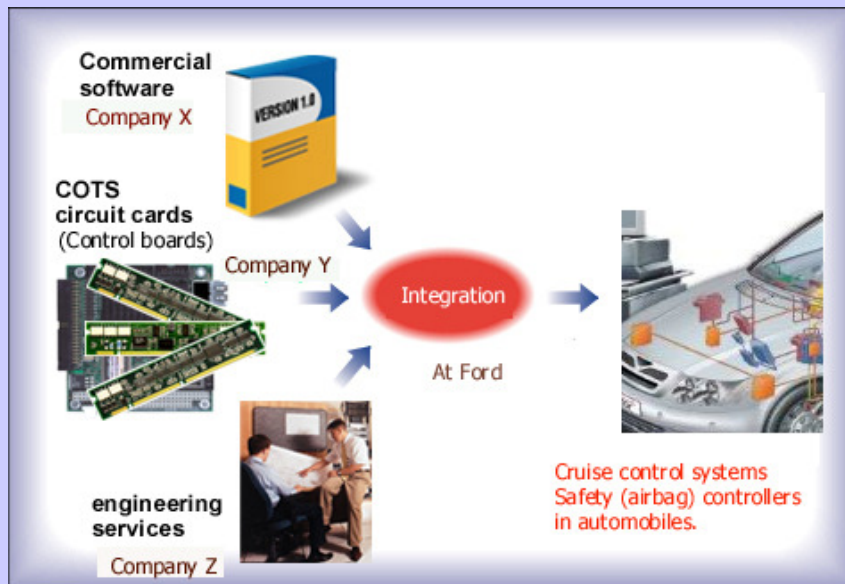 Commercial
software
Company X
VERSION 1.0
COTS
circuit cards
(Control boards)
Company Y
Integration
At Ford
engineering
services
Company Z
Cruise control systems
Safety (airbag) controllers
in automobiles.